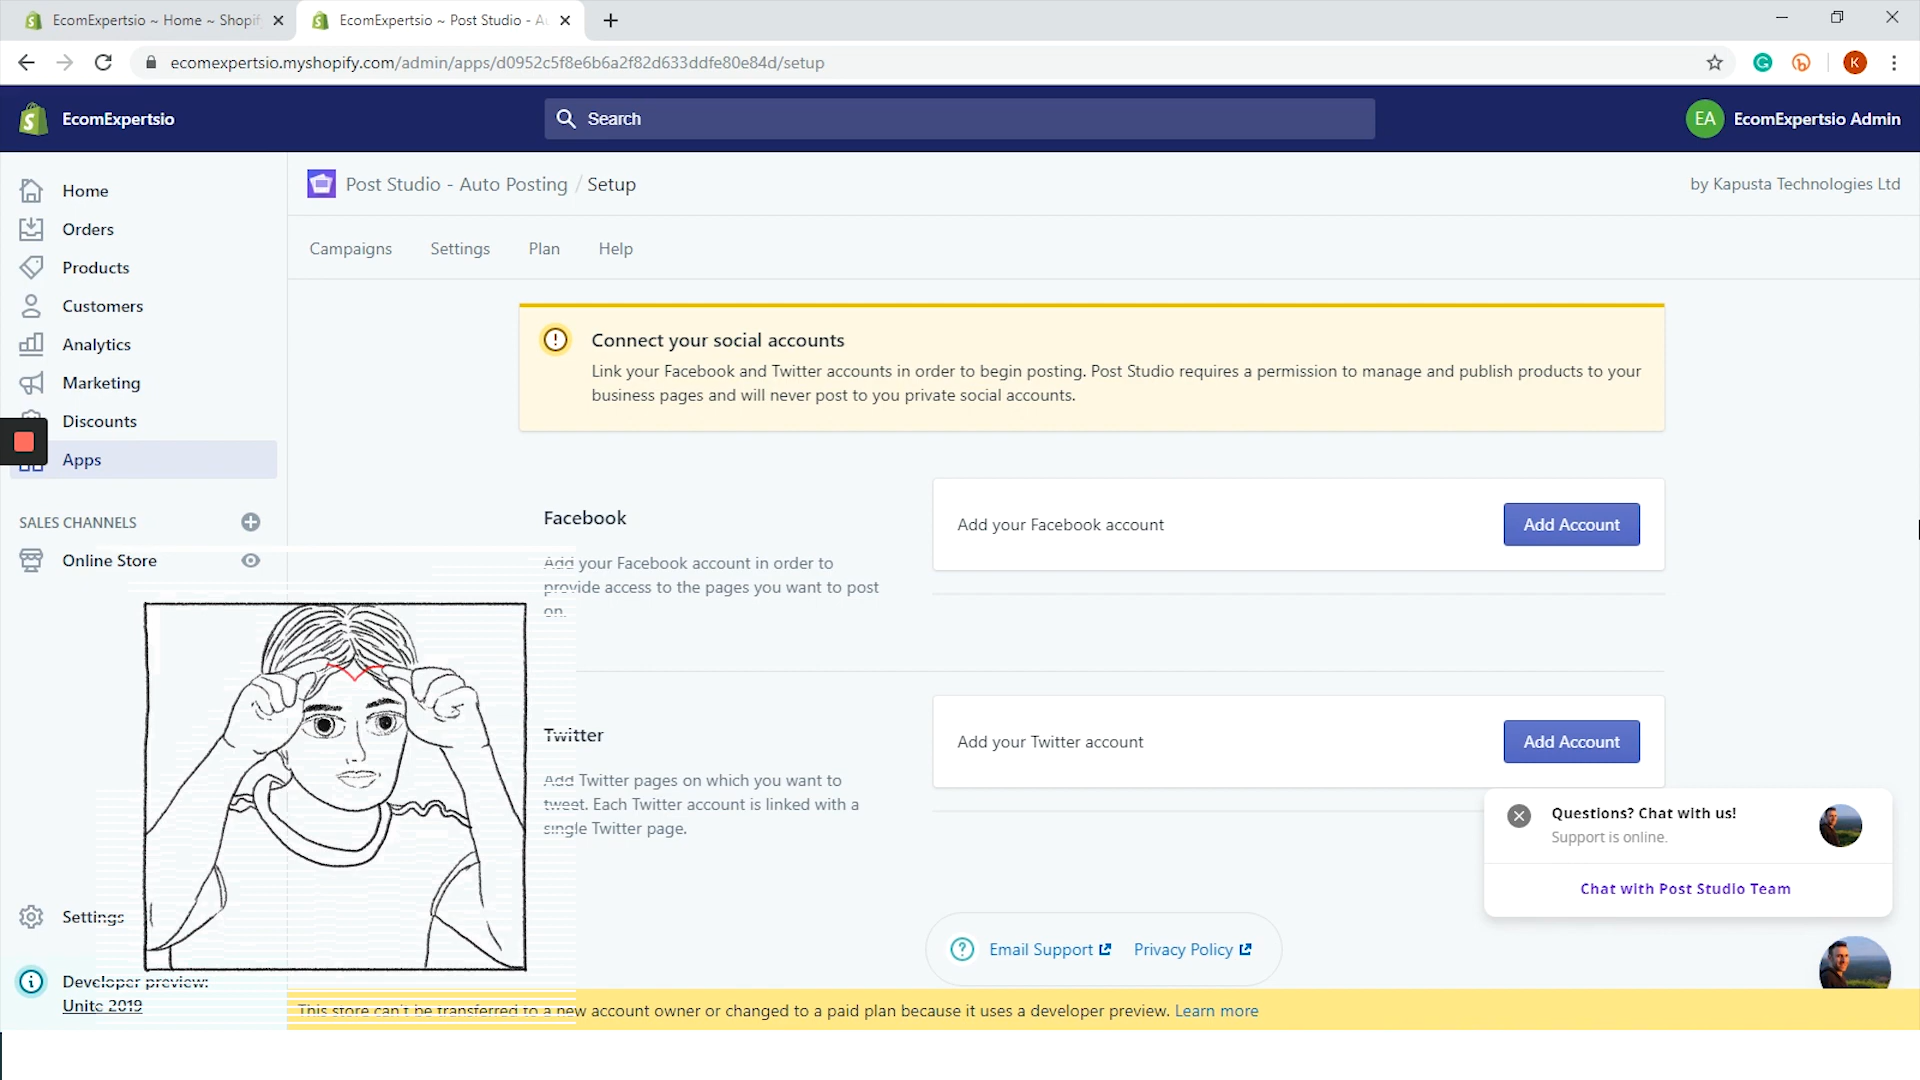 EcomExpertsio ~ Home ~ Shopif
EcomExpertsio ~ Post Studio - Au
ecomexpertsio.myshopify.com/admin/apps/d0952c5f8e6b6a2f82d633ddfe80e84d/setup
K
EcomExpertsio
Search
EA
EcomExpertsio Admin
Home
Orders
Products
Customers
Analytics
Marketing
Discounts
Apps
SALES CHANNELS
Online Store
Settings
Developer preview:
Unite 2019
Post Studio - Auto Posting / Setup
by Kapusta Technologies Ltd
Campaigns
Settings
Plan
Help
Connect your social accounts
Link your Facebook and Twitter accounts in order to begin posting. Post Studio requires a permission to manage and publish products to your
business pages and will never post to you private social accounts.
Facebook
Add your Facebook account in order to
provide access to the pages you want to post
on.
Add your Facebook account
Add Account
Twitter
Add Twitter pages on which you want to
tweet. Each Twitter account is linked with a
single Twitter page.
Add your Twitter account
Add Account
Questions? Chat with us!
Support is online.
Chat with Post Studio Team
Email Support
Privacy Policy
This store can't be transferred to a new account owner or changed to a paid plan because it uses a developer preview. Learn more